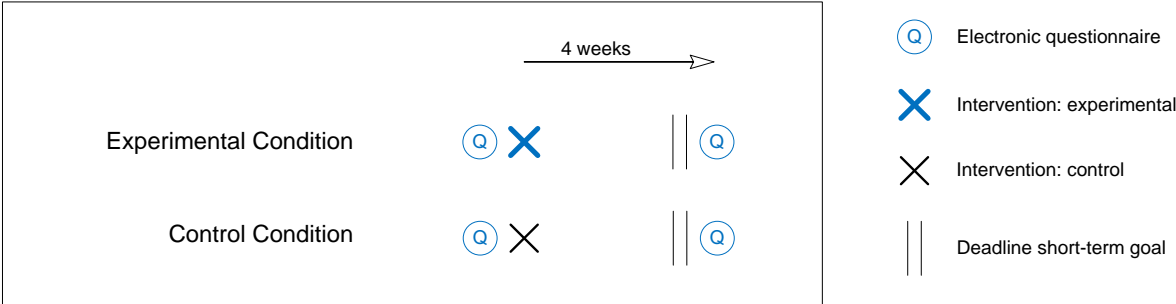 4 weeks
Experimental Condition
Q
Q
Control Condition
Q
Q
Q
Electronic questionnaire
Intervention: experimental
Intervention: control
Deadline short-term goal